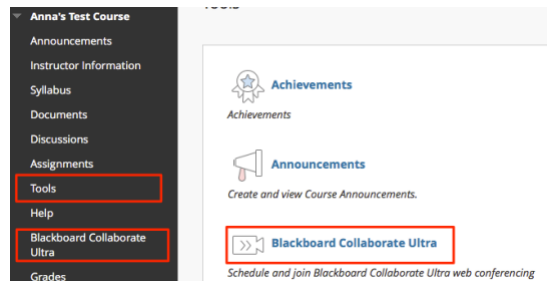 Anna's Test Course
Announcements
Instructor Information
Syllabus
Documents
Discussions
Assignments
Tools
Help
Blackboard Collaborate
Ultra
Grades
Achievements
Achievements
Announcements
Create and view Course Announcements.
Blackboard Collaborate Ultra
Schedule and join Blackboard Collaborate Ultra web conferencing